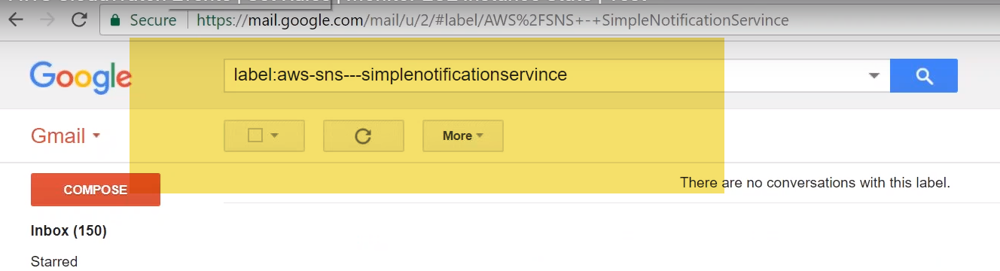 Secure https://mail.google.com/mail/u/2/#label/AWS%2FSNS+-+SimpleNotificationServince
Google label:aws-sns---simplenotificationservince
Gmail More
COMPOSE There are no conversations with this label.
Inbox (150)
Starred